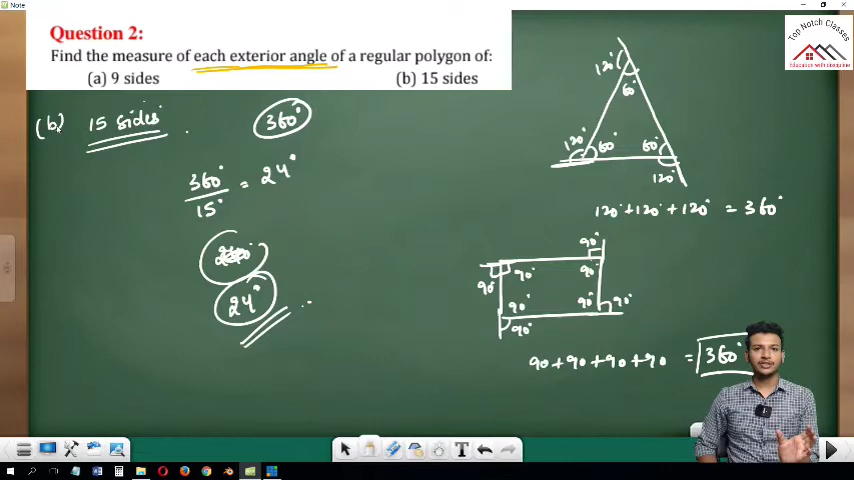 Note
Question 2:
Find the measure of each exterior angle of a regular polygon of:
(a) 9 sides (b) 15 sides
Top Notch Classes
Education with discipline
(b) 15 sides 360°
360° / 15° = 24°
24°
120°
60°
120° 60° 60°
120°
120° + 120° + 120° = 360°
90°
90° 90° 90°
90° 90° 90°
90°
90 + 90 + 90 + 90 = 360°
T